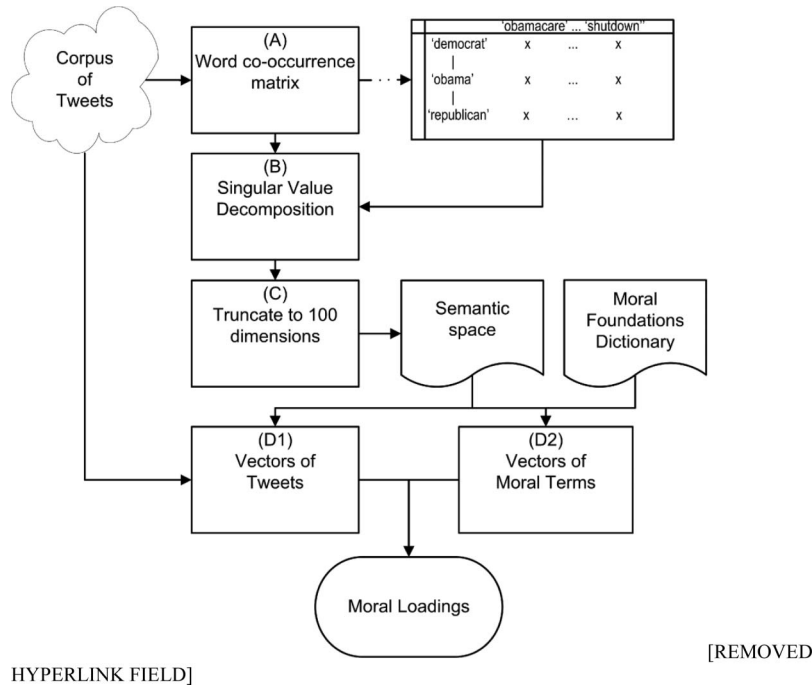 Corpus
of
Tweets
(A)
Word co-occurrence
matrix
'obamacare' ... 'shutdown''
'democrat' x ... x
|
'obama' x ... x
|
'republican' x ... x
(B)
Singular Value
Decomposition
(C)
Truncate to 100
dimensions
Semantic
space
Moral
Foundations
Dictionary
(D1)
Vectors of
Tweets
(D2)
Vectors of
Moral Terms
Moral Loadings
[REMOVED
HYPERLINK FIELD]